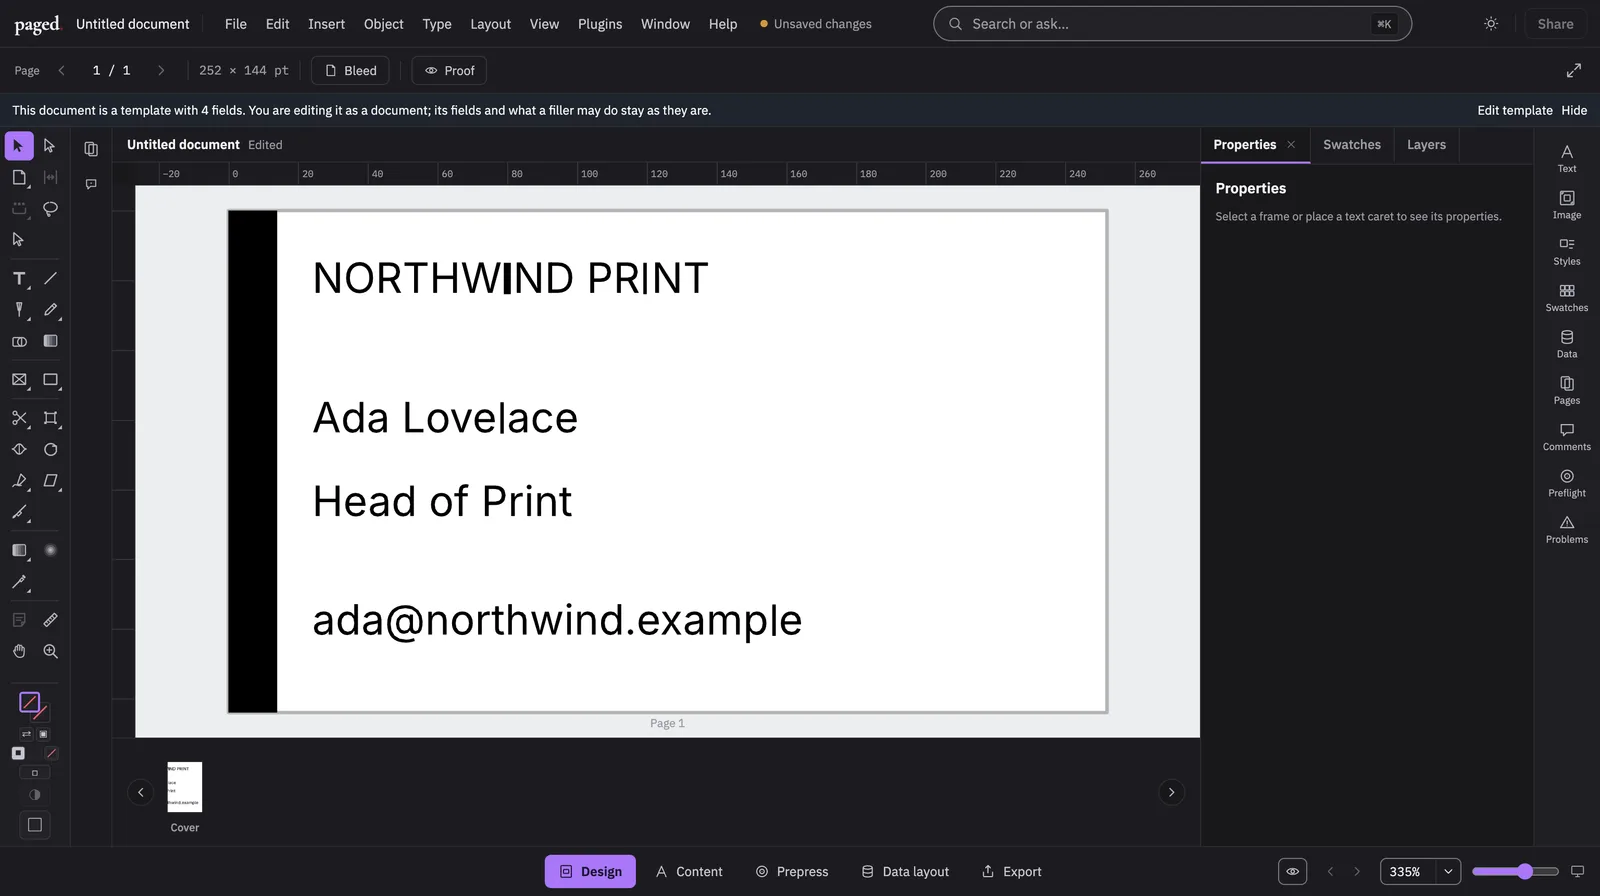 paged. Untitled document File Edit Insert Object Type Layout View Plugins Window Help Unsaved changes Search or ask... ⌘K Share
Page 1 / 1 252 × 144 pt Bleed Proof
This document is a template with 4 fields. You are editing it as a document; its fields and what a filler may do stay as they are. Edit template Hide
Untitled document Edited
Properties × Swatches Layers
-20 0 20 40 60 80 100 120 140 160 180 200 220 240 260
Properties
Select a frame or place a text caret to see its properties.
Text
Image
Styles
Swatches
Data
Pages
Comments
Preflight
Problems
NORTHWIND PRINT
Ada Lovelace
Head of Print
ada@northwind.example
Page 1
Cover
Design Content Prepress Data layout Export 335%